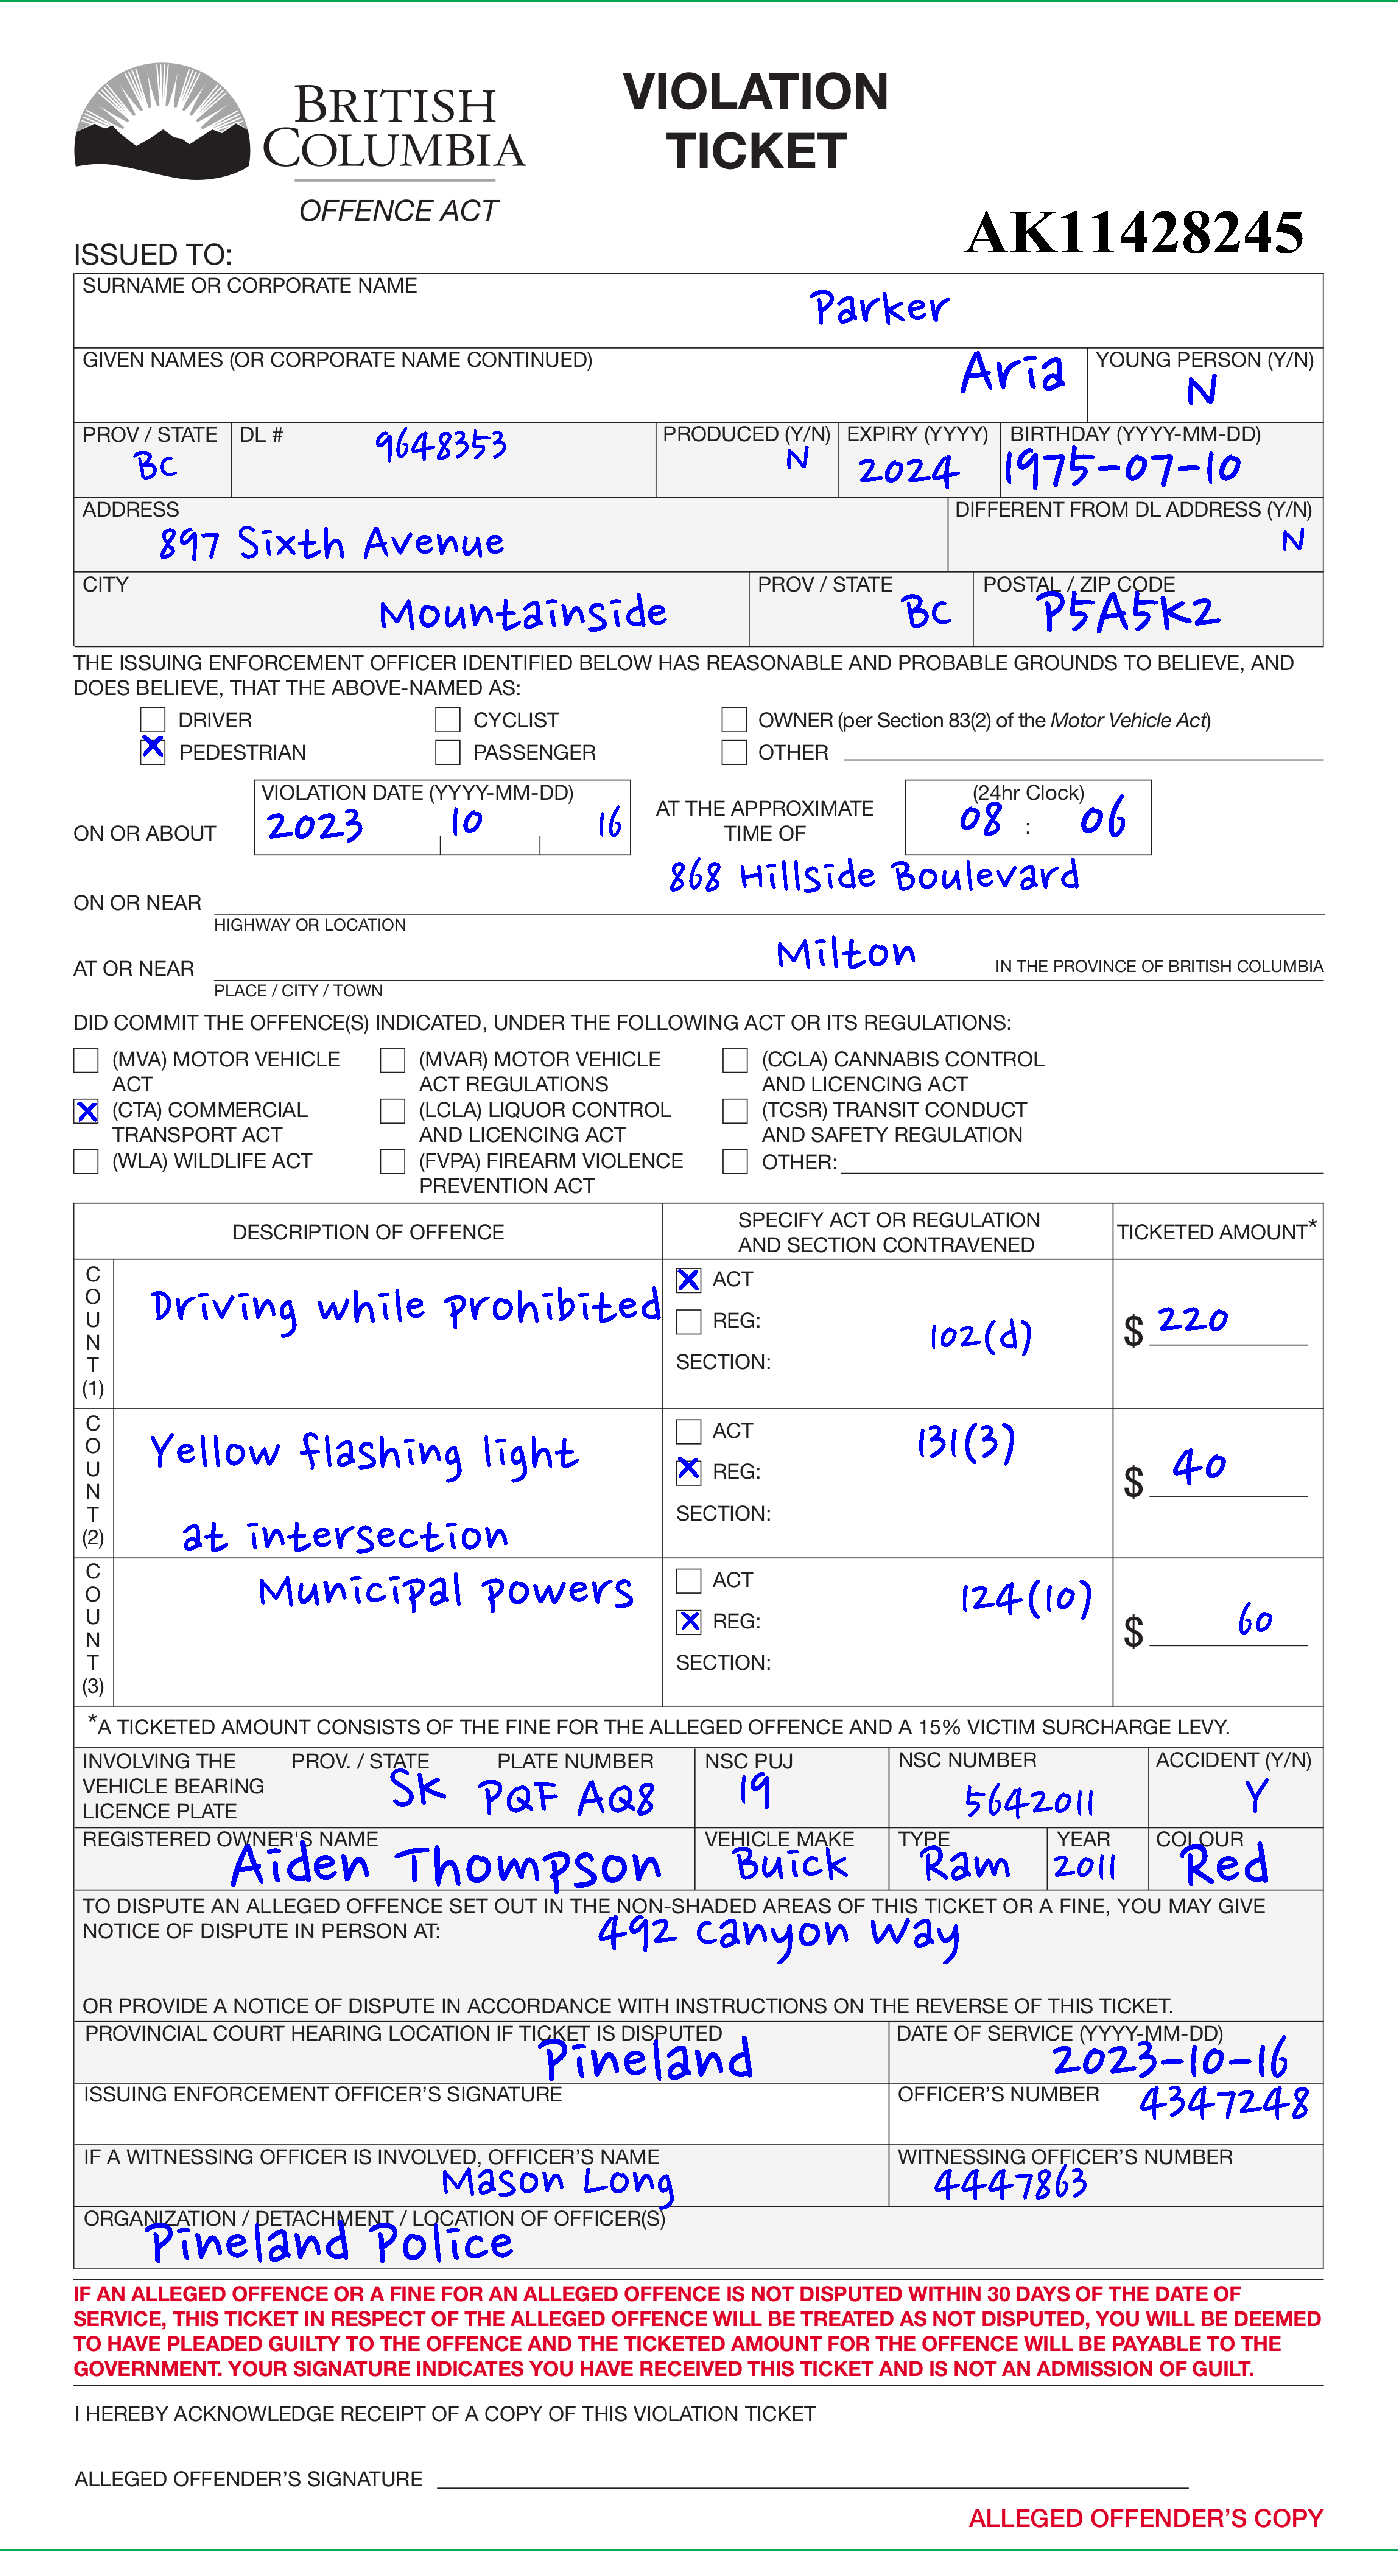 BRITISH
COLUMBIA
OFFENCE ACT
VIOLATION
TICKET
AK11428245
ISSUED TO:
SURNAME OR CORPORATE NAME
Parker
GIVEN NAMES (OR CORPORATE NAME CONTINUED)
Aria
YOUNG PERSON (Y/N)
N
PROV / STATE
BC
DL #
9648353
PRODUCED (Y/N)
N
EXPIRY (YYYY)
2024
BIRTHDAY (YYYY-MM-DD)
1975-07-10
ADDRESS
897 Sixth Avenue
DIFFERENT FROM DL ADDRESS (Y/N)
N
CITY
Mountainside
PROV / STATE
BC
POSTAL / ZIP CODE
P5A5K2
THE ISSUING ENFORCEMENT OFFICER IDENTIFIED BELOW HAS REASONABLE AND PROBABLE GROUNDS TO BELIEVE, AND
DOES BELIEVE, THAT THE ABOVE-NAMED AS:
DRIVER
CYCLIST
OWNER (per Section 83(2) of the Motor Vehicle Act)
X PEDESTRIAN
PASSENGER
OTHER
ON OR ABOUT
VIOLATION DATE (YYYY-MM-DD)
2023 10 16
AT THE APPROXIMATE
TIME OF
(24hr Clock)
08 : 06
ON OR NEAR
868 Hillside Boulevard
HIGHWAY OR LOCATION
AT OR NEAR
Milton
IN THE PROVINCE OF BRITISH COLUMBIA
PLACE / CITY / TOWN
DID COMMIT THE OFFENCE(S) INDICATED, UNDER THE FOLLOWING ACT OR ITS REGULATIONS:
(MVA) MOTOR VEHICLE
ACT
(MVAR) MOTOR VEHICLE
ACT REGULATIONS
(CCLA) CANNABIS CONTROL
AND LICENCING ACT
X (CTA) COMMERCIAL
TRANSPORT ACT
(LCLA) LIQUOR CONTROL
AND LICENCING ACT
(TCSR) TRANSIT CONDUCT
AND SAFETY REGULATION
(WLA) WILDLIFE ACT
(FVPA) FIREARM VIOLENCE
PREVENTION ACT
OTHER:
DESCRIPTION OF OFFENCE
SPECIFY ACT OR REGULATION
AND SECTION CONTRAVENED
TICKETED AMOUNT*
COUNT (1)
Driving while prohibited
X ACT
REG:
SECTION:
102(d)
$ 220
COUNT (2)
Yellow flashing light
at intersection
ACT
X REG:
SECTION:
131(3)
$ 40
COUNT (3)
Municipal powers
ACT
X REG:
SECTION:
124(10)
$ 60
*A TICKETED AMOUNT CONSISTS OF THE FINE FOR THE ALLEGED OFFENCE AND A 15% VICTIM SURCHARGE LEVY.
INVOLVING THE
VEHICLE BEARING
LICENCE PLATE
PROV. / STATE
SK
PLATE NUMBER
PQF AQ8
NSC PUJ
19
NSC NUMBER
5642011
ACCIDENT (Y/N)
Y
REGISTERED OWNER'S NAME
Aiden Thompson
VEHICLE MAKE
Buick
TYPE
Ram
YEAR
2011
COLOUR
Red
TO DISPUTE AN ALLEGED OFFENCE SET OUT IN THE NON-SHADED AREAS OF THIS TICKET OR A FINE, YOU MAY GIVE
NOTICE OF DISPUTE IN PERSON AT:
492 Canyon Way
OR PROVIDE A NOTICE OF DISPUTE IN ACCORDANCE WITH INSTRUCTIONS ON THE REVERSE OF THIS TICKET.
PROVINCIAL COURT HEARING LOCATION IF TICKET IS DISPUTED
Pineland
DATE OF SERVICE (YYYY-MM-DD)
2023-10-16
ISSUING ENFORCEMENT OFFICER'S SIGNATURE
OFFICER'S NUMBER
4347248
IF A WITNESSING OFFICER IS INVOLVED, OFFICER'S NAME
Mason Long
WITNESSING OFFICER'S NUMBER
4447863
ORGANIZATION / DETACHMENT / LOCATION OF OFFICER(S)
Pineland Police
IF AN ALLEGED OFFENCE OR A FINE FOR AN ALLEGED OFFENCE IS NOT DISPUTED WITHIN 30 DAYS OF THE DATE OF
SERVICE, THIS TICKET IN RESPECT OF THE ALLEGED OFFENCE WILL BE TREATED AS NOT DISPUTED, YOU WILL BE DEEMED
TO HAVE PLEADED GUILTY TO THE OFFENCE AND THE TICKETED AMOUNT FOR THE OFFENCE WILL BE PAYABLE TO THE
GOVERNMENT. YOUR SIGNATURE INDICATES YOU HAVE RECEIVED THIS TICKET AND IS NOT AN ADMISSION OF GUILT.
I HEREBY ACKNOWLEDGE RECEIPT OF A COPY OF THIS VIOLATION TICKET
ALLEGED OFFENDER'S SIGNATURE
ALLEGED OFFENDER'S COPY